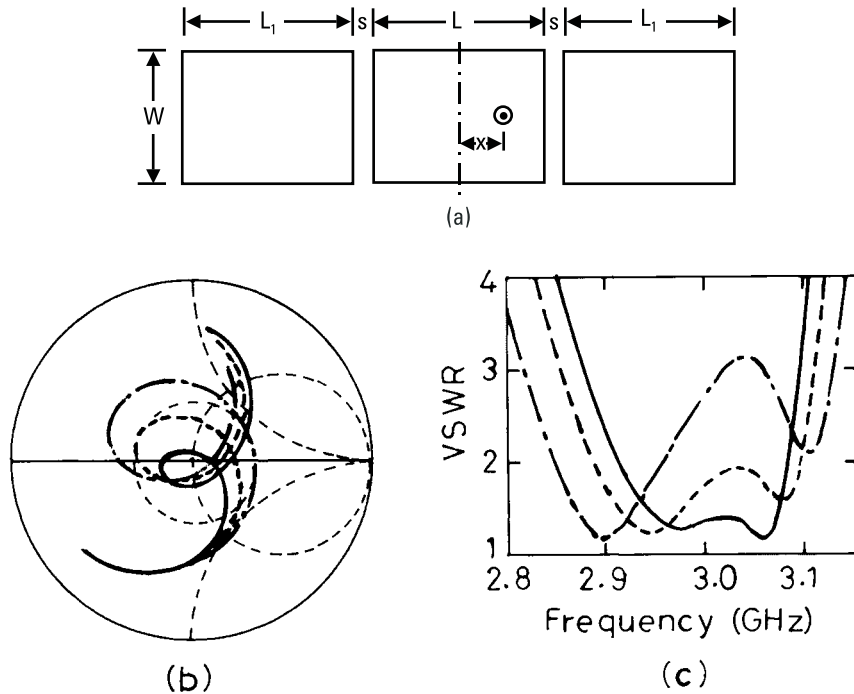 L₁ s L s L₁
W
x
(a)
4
3
2
1
VSWR
2.8 2.9 3.0 3.1
Frequency (GHz)
(b)
(c)